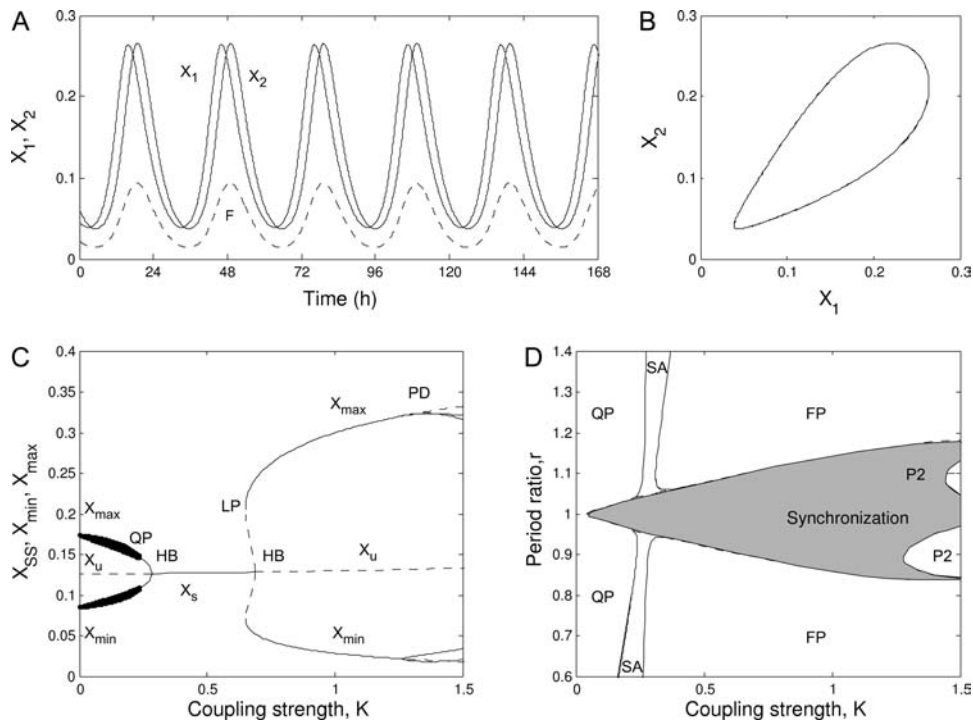 A
0.3
0.2
0.1
0
X1, X2
X1
X2
F
0
24
48
72
96
120
144
168
Time (h)
B
0.3
0.2
0.1
0
X2
0
0.1
0.2
0.3
X1
C
0.4
0.35
0.3
0.25
0.2
0.15
0.1
0.05
0
XSS, Xmin, Xmax
PD
Xmax
LP
Xmax
QP
Xu
HB
HB
Xu
Xs
Xmin
Xmin
0
0.5
1
1.5
Coupling strength, K
D
1.4
1.3
1.2
1.1
1
0.9
0.8
0.7
0.6
Period ratio,r
SA
QP
FP
P2
Synchronization
P2
QP
FP
SA
0
0.5
1
1.5
Coupling strength, K